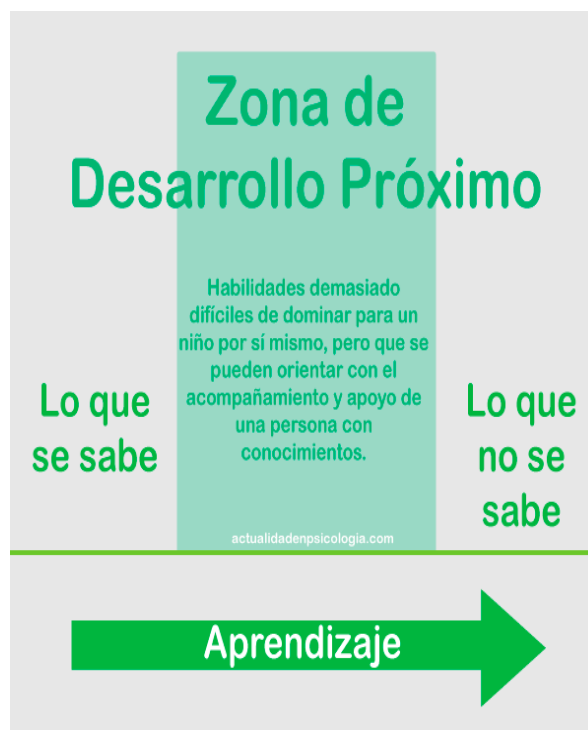 Zona de
Desarrollo Próximo
Habilidades demasiado
difíciles de dominar para un
niño por sí mismo, pero que se
pueden orientar con el
acompañamiento y apoyo de
una persona con
conocimientos.
Lo que
se sabe
Lo que
no se
sabe
actualidadenpsicologia.com
Aprendizaje